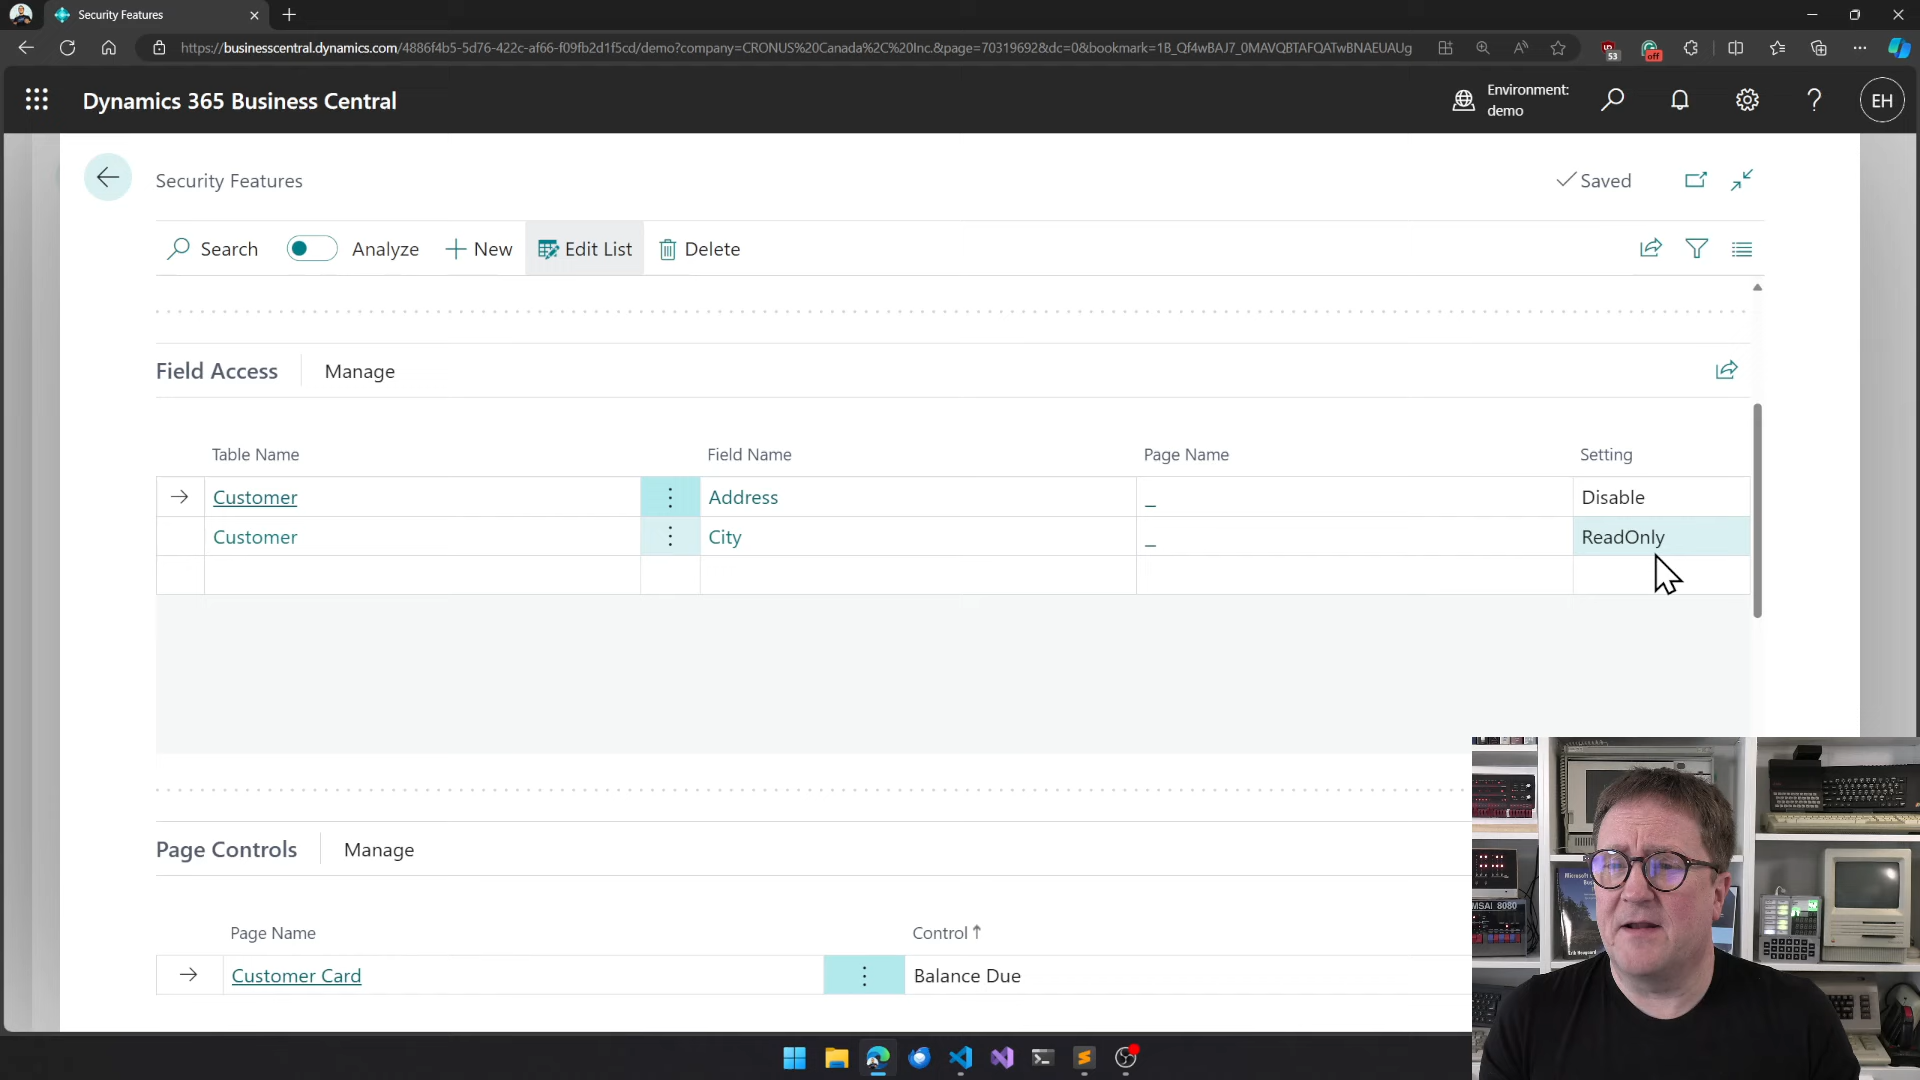 Security Features
https://businesscentral.dynamics.com/4886f4b5-5d76-422c-af66-f09fb2d1f5cd/demo?company=CRONUS%20Canada%2C%20Inc.&page=70319692&dc=0&bookmark=1B_Qf4wBAJ7_0MAVQBTAFQATwBNAEUAUg
53
off
Dynamics 365 Business Central
Environment:
demo
EH
Security Features
Saved
Search
Analyze
New
Edit List
Delete
Field Access
Manage
Table Name
Field Name
Page Name
Setting
Customer
Address
_
Disable
Customer
City
_
ReadOnly
Page Controls
Manage
Page Name
Control
Customer Card
Balance Due
8080